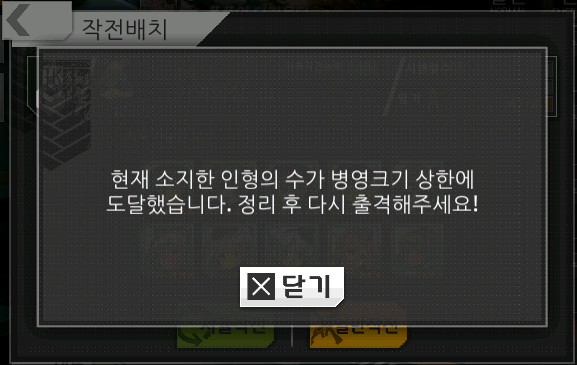 작전배치
현재 소지한 인형의 수가 병영크기 상한에
도달했습니다. 정리 후 다시 출격해주세요!
닫기